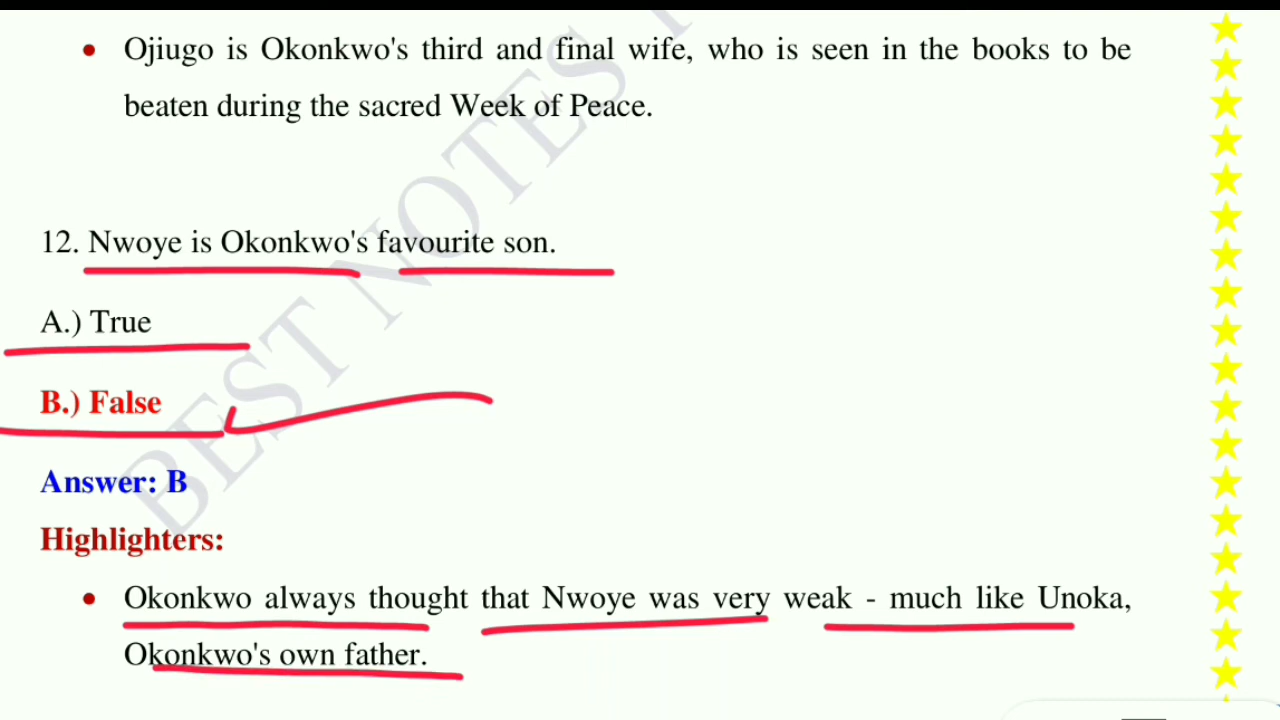 • Ojiugo is Okonkwo's third and final wife, who is seen in the books to be
beaten during the sacred Week of Peace.
12. Nwoye is Okonkwo's favourite son.
A.) True
B.) False
Answer: B
Highlighters:
• Okonkwo always thought that Nwoye was very weak - much like Unoka,
Okonkwo's own father.
BEST NOTES